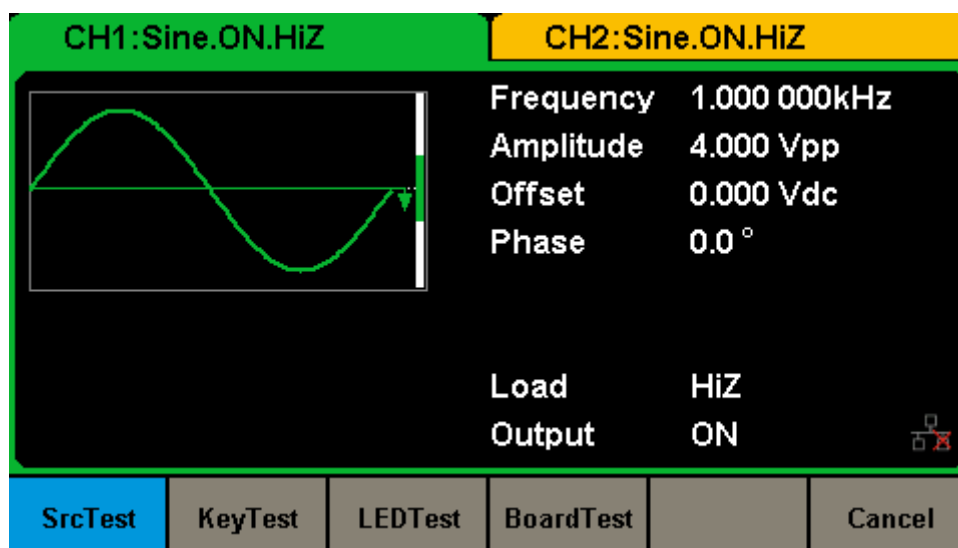 CH1:Sine.ON.HiZ CH2:Sine.ON.HiZ
Frequency 1.000 000kHz
Amplitude 4.000 Vpp
Offset 0.000 Vdc
Phase 0.0 °
Load HiZ
Output ON
SrcTest KeyTest LEDTest BoardTest Cancel